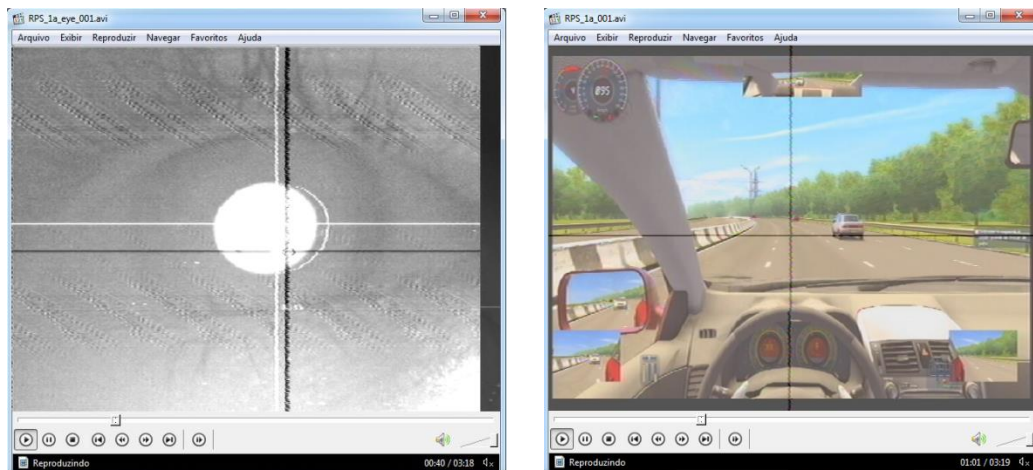 RPS_1a_eye_001.avi
Arquivo Exibir Reproduzir Navegar Favoritos Ajuda
Reproduzindo
00:40 / 03:18
RPS_1a_001.avi
Arquivo Exibir Reproduzir Navegar Favoritos Ajuda
095
Reproduzindo
01:01 / 03:19